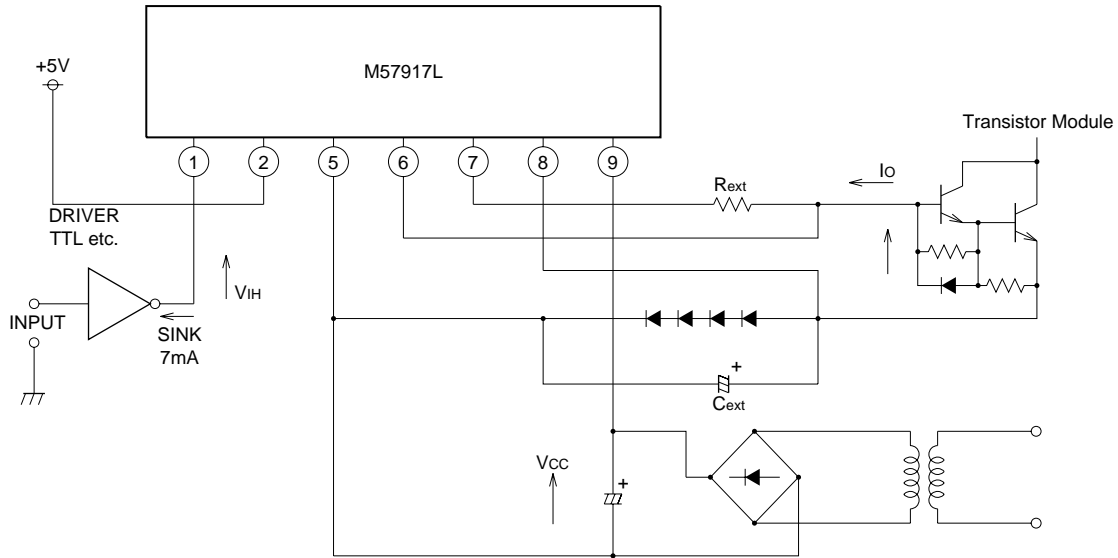 M57917L
+5V
Transistor Module
1 2 5 6 7 8 9
Rext
IO
DRIVER
TTL etc.
VIH
INPUT
SINK
7mA
+
Cext
VCC
+